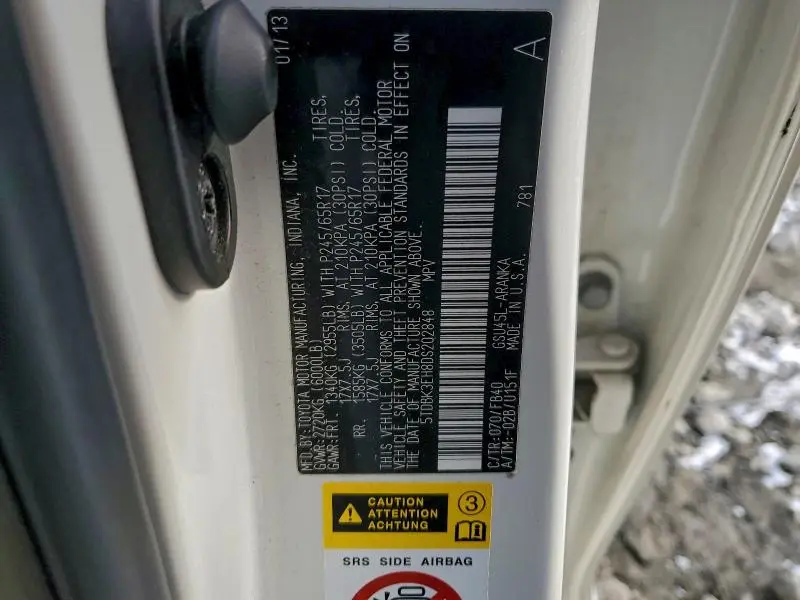 MFD. BY: TOYOTA MOTOR MANUFACTURING, INDIANA, INC. 01/13
GVWR: 2720KG (6000LB)
GAWR: FRT. 1340KG (2955LB) WITH P245/65R17 TIRES,
17X7.5J RIMS, AT 210KPA (30PSI) COLD.
RR. 1585KG (3505LB) WITH P245/65R17 TIRES,
17X7.5J RIMS, AT 210KPA (30PSI) COLD.
THIS VEHICLE CONFORMS TO ALL APPLICABLE FEDERAL MOTOR
VEHICLE SAFETY AND THEFT PREVENTION STANDARDS IN EFFECT ON
THE DATE OF MANUFACTURE SHOWN ABOVE.
5TDBK3EH8DS202848 MPV
C/TR: 070/FB40 GSU45L-ARANKA 781 A
A/TM: -02B/U151F MADE IN U.S.A.
CAUTION
ATTENTION
ACHTUNG
3
SRS SIDE AIRBAG